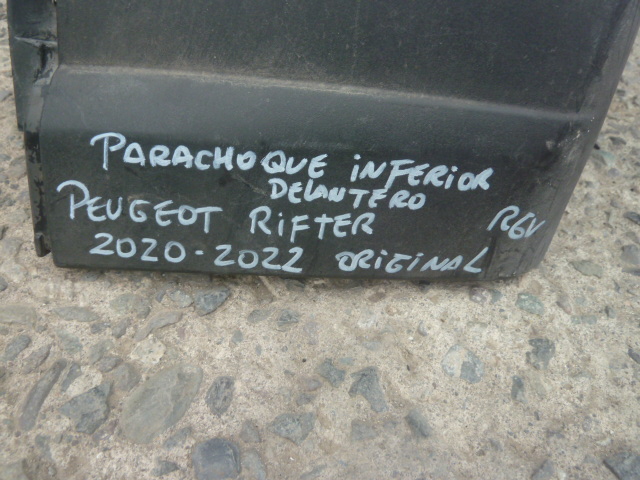 PARACHOQUE INFERIOR
DELANTERO
PEUGEOT RIFTER RGV
2020-2022 ORIGINAL